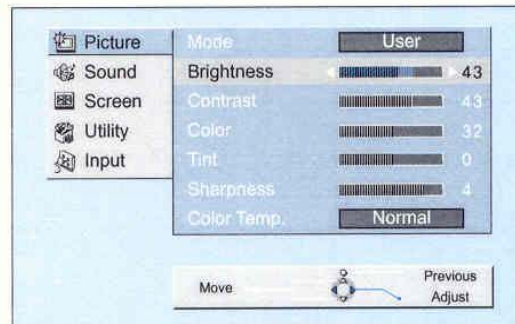 Picture
Sound
Screen
Utility
Input
Mode User
Brightness 43
Contrast 43
Color 32
Tint 0
Sharpness 4
Color Temp. Normal
Move
Previous
Adjust